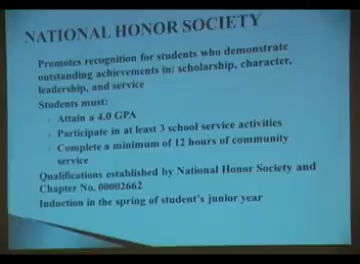 NATIONAL HONOR SOCIETY
Promotes recognition for students who demonstrate
outstanding achievements in: scholarship, character,
leadership, and service
Students must:
Attain a 4.0 GPA
Participate in at least 3 school service activities
Complete a minimum of 12 hours of community
service
Qualifications established by National Honor Society and
Chapter No. 00002662
Induction in the spring of student's junior year